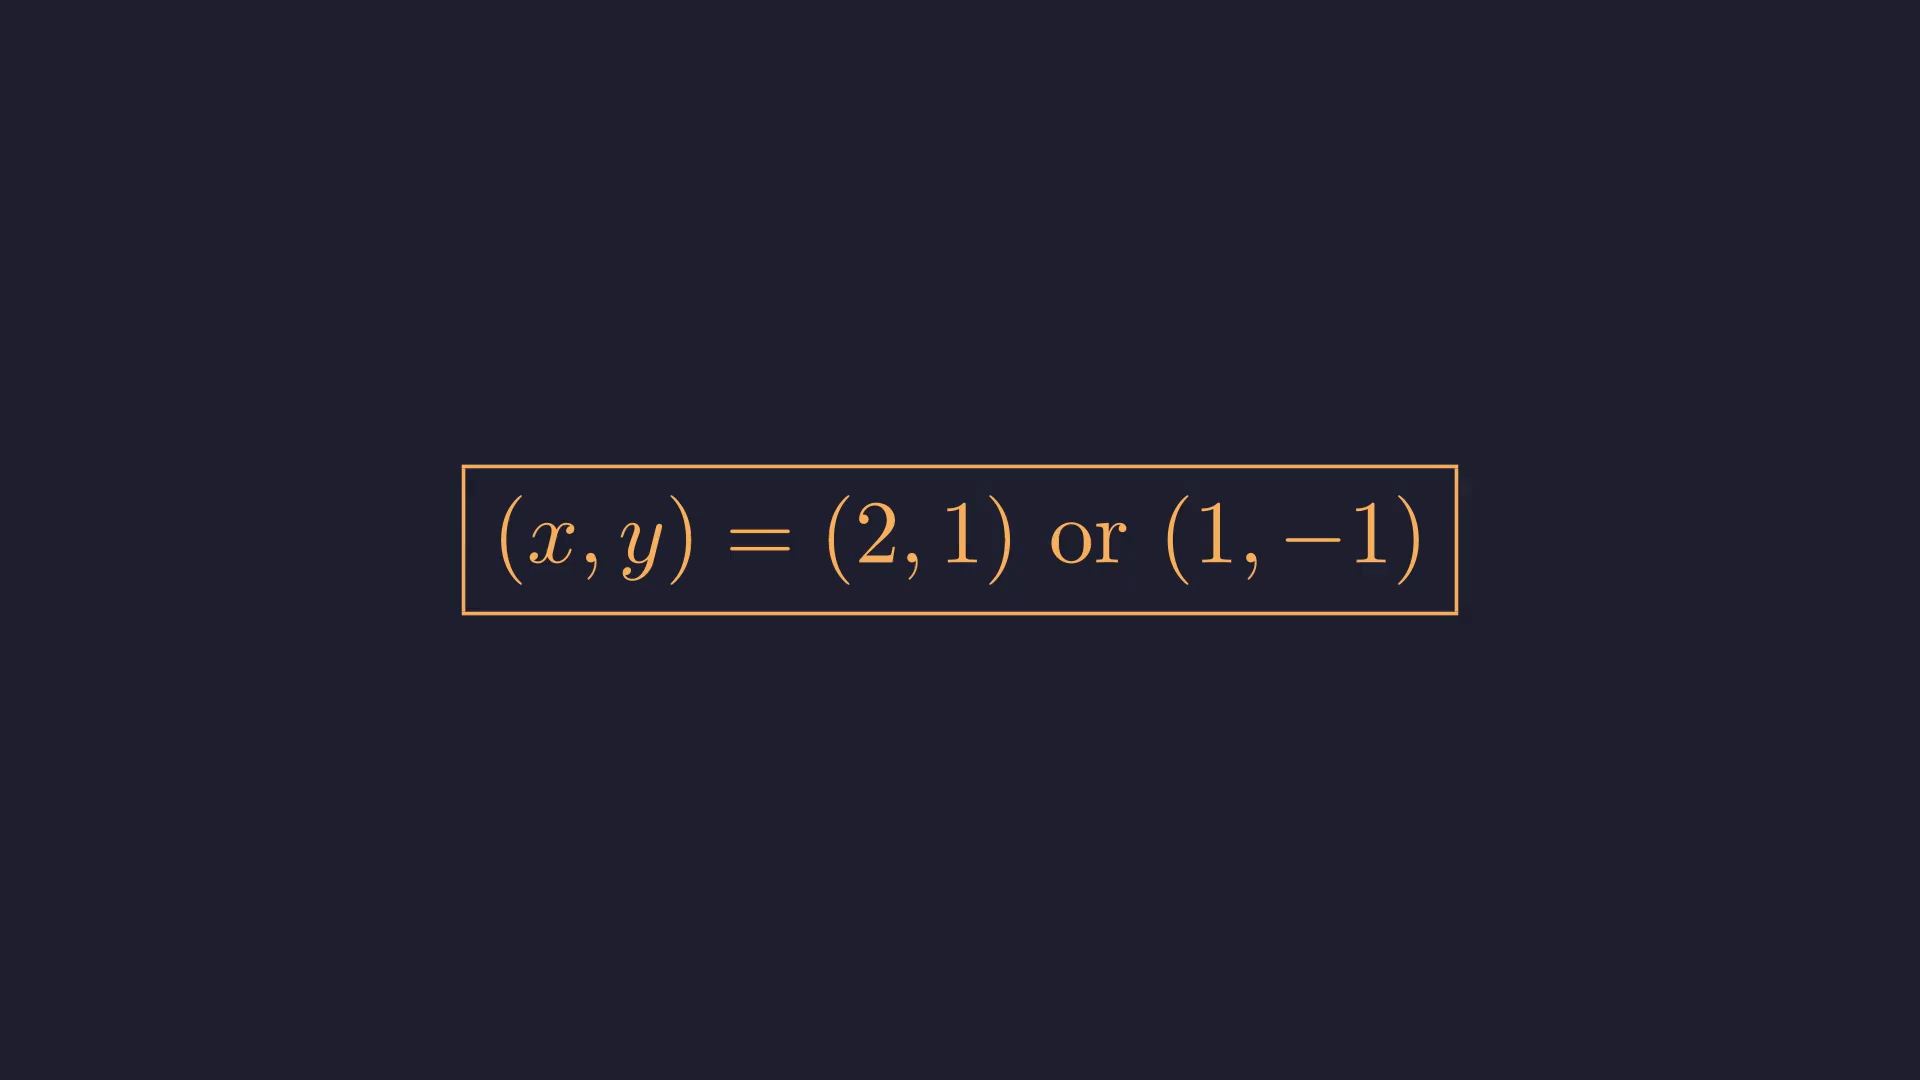 (x, y) = (2, 1) or (1, −1)